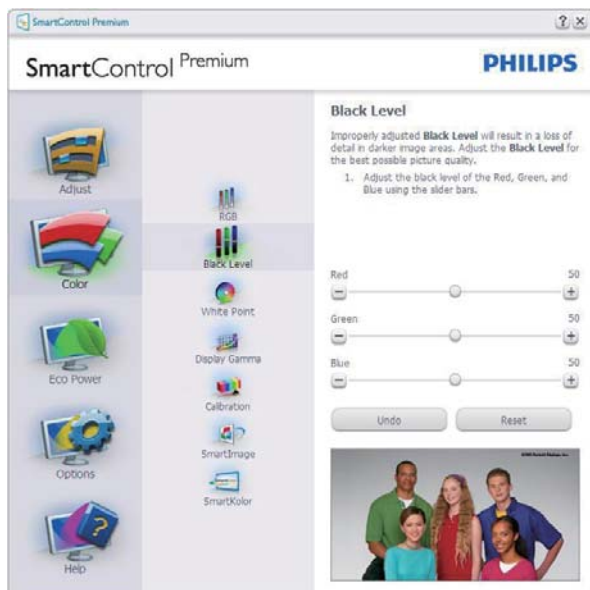 SmartControl Premium
SmartControl Premium
PHILIPS
Adjust
Color
Eco Power
Options
Help
RGB
Black Level
White Point
Display Gamma
Calibration
SmartImage
SmartKolor
Black Level
Improperly adjusted Black Level will result in a loss of
detail in darker image areas. Adjust the Black Level for
the best possible picture quality.
1. Adjust the black level of the Red, Green, and
Blue using the slider bars.
Red 50
Green 50
Blue 50
Undo Reset